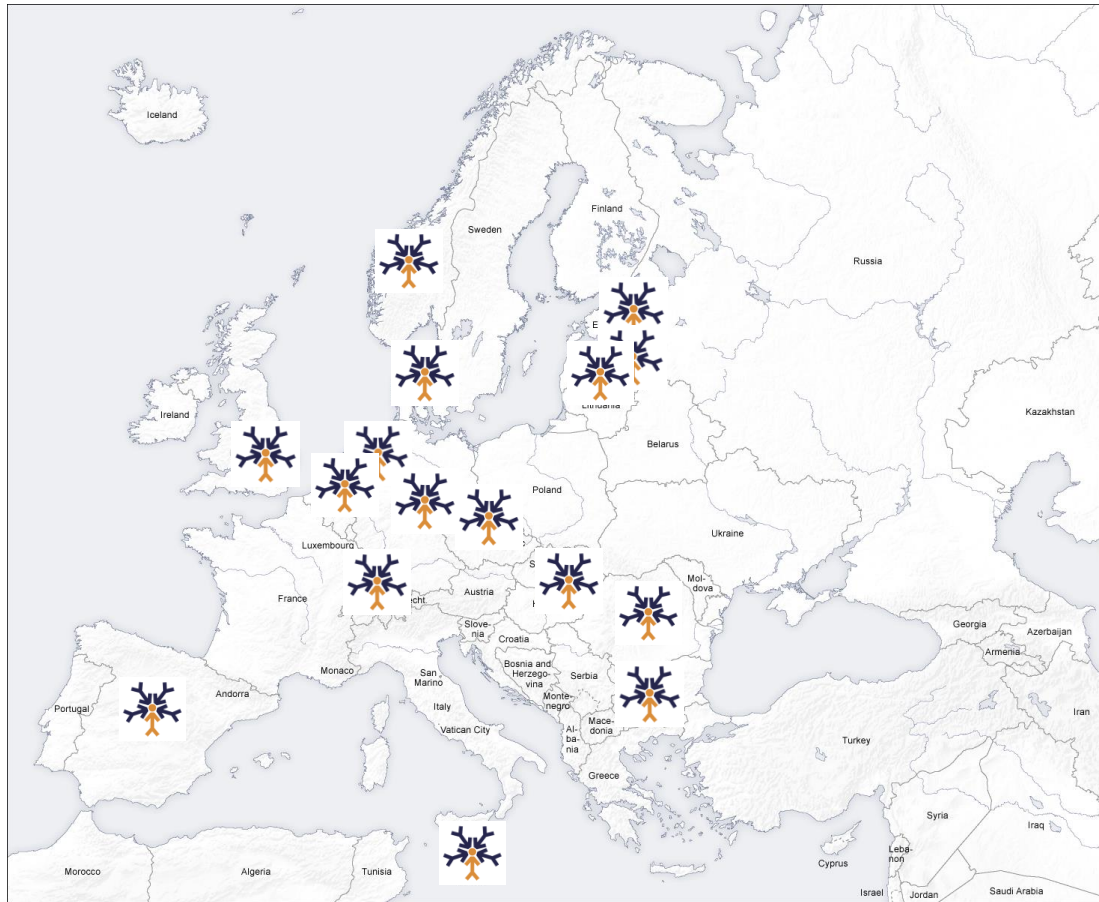 Iceland
Finland
Sweden
Russia
E
Ireland
Lithuania
Kazakhstan
Belarus
Poland
Ukraine
Luxembourg
c
S
Mol-
dova
France
echt.
Austria
H
Slove-
nia
Croatia
Georgia
Azerbaijan
Armenia
Monaco
San
Marino
Bosnia and
Herzego-
vina
Serbia
Andorra
Portugal
Italy
Monte-
negro
Iran
Vatican City
Mace-
donia
Al-
ba-
nia
Turkey
Greece
Syria
Iraq
Leba-
non
Cyprus
Morocco
Algeria
Tunisia
Israel
Jordan
Saudi Arabia